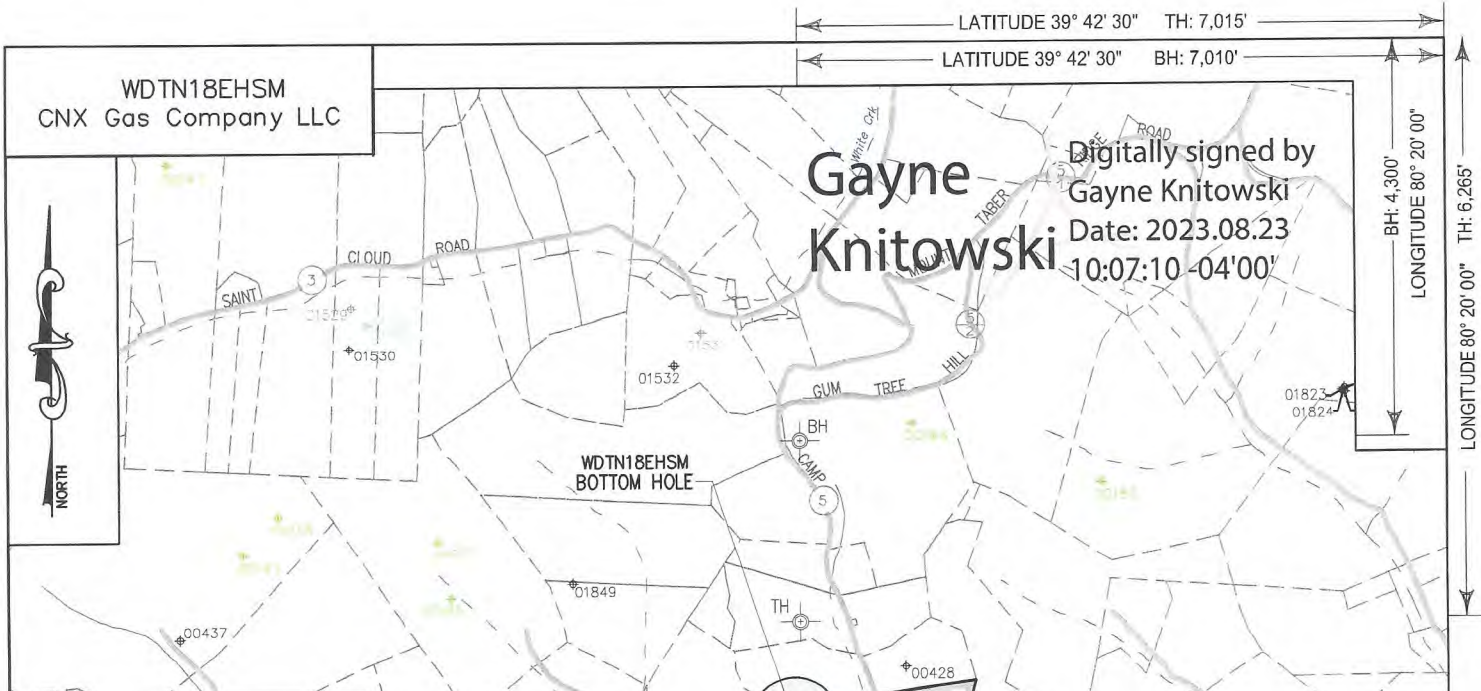 LATITUDE 39° 42' 30" TH: 7,015'
LATITUDE 39° 42' 30" BH: 7,010'
WDTN18EHSM
CNX Gas Company LLC
BH: 4,300'
LONGITUDE 80° 20' 00"
TH: 6,265'
LONGITUDE 80° 20' 00"
White Crk
Gayne
Knitowski
Digitally signed by
Gayne Knitowski
Date: 2023.08.23
10:07:10 -04'00'
ROAD
TABER
MOUNT
SAINT
3
CLOUD
ROAD
01529
01530
01532
5
2
GUM TREE HILL
01823
01824
BH
CAMP
5
WDTN18EHSM
BOTTOM HOLE
NORTH
01849
TH
00437
00428